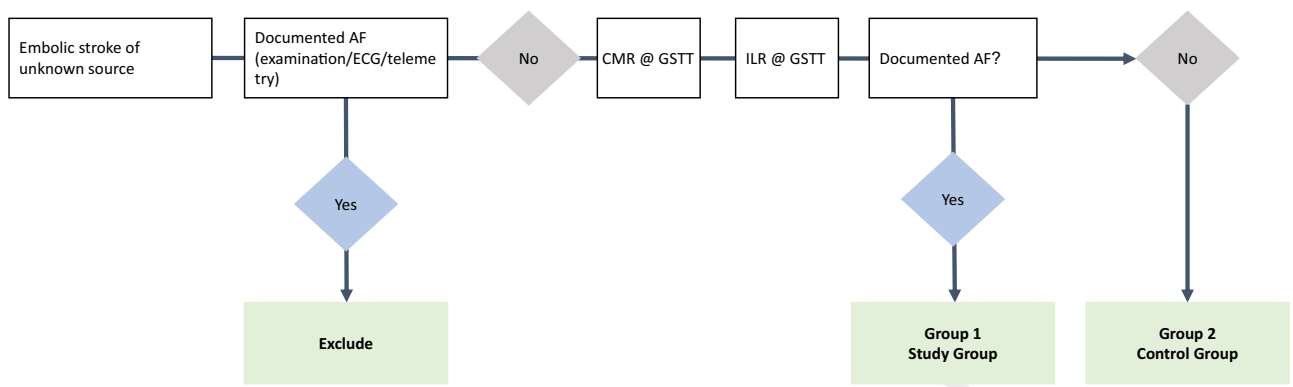 Embolic stroke of
unknown source
Documented AF
(examination/ECG/teleme
try)
No
CMR @ GSTT
ILR @ GSTT
Documented AF?
No
Yes
Yes
Exclude
Group 1
Study Group
Group 2
Control Group